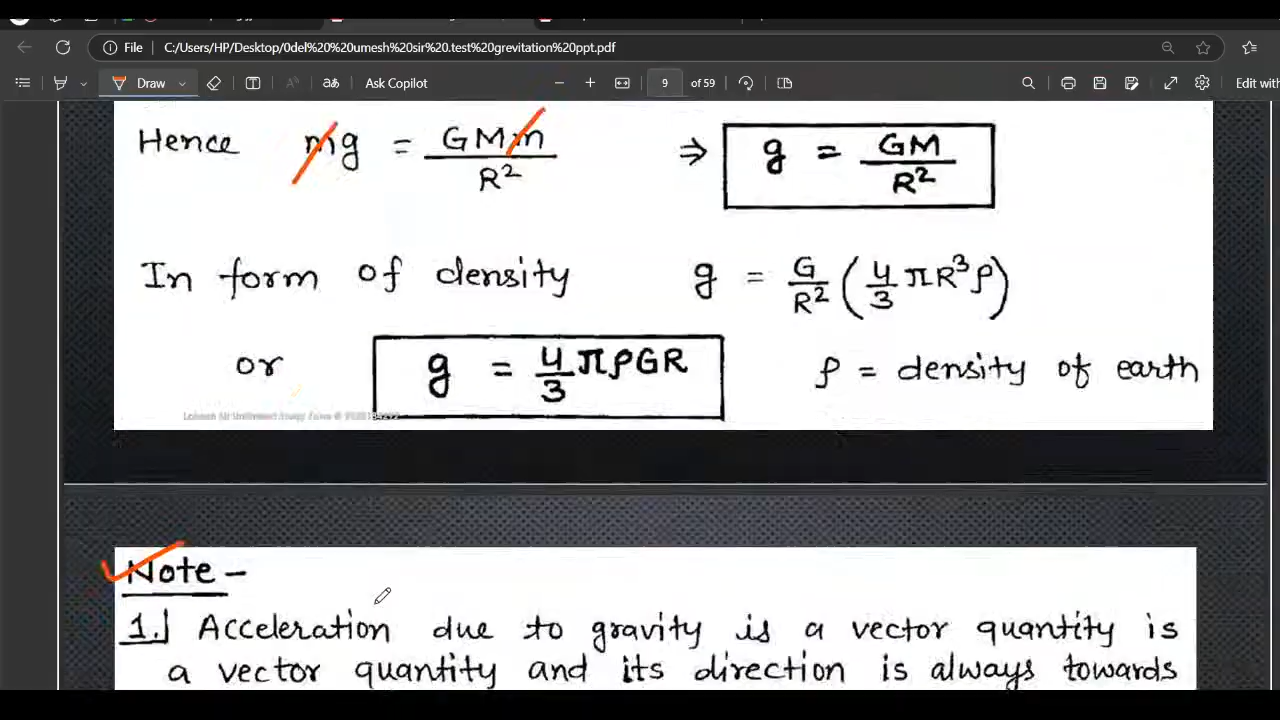 File C:/Users/HP/Desktop/0del%20%20umesh%20sir%20.test%20grevitation%20ppt.pdf
Draw Ask Copilot 9 of 59 Edit with
Hence mg = GMm/R² ⇒ g = GM/R²
In form of density g = G/R² (4/3 πR³ρ)
or g = 4/3 πρGR ρ = density of earth
Note -
1.] Acceleration due to gravity is a vector quantity is
a vector quantity and its direction is always towards